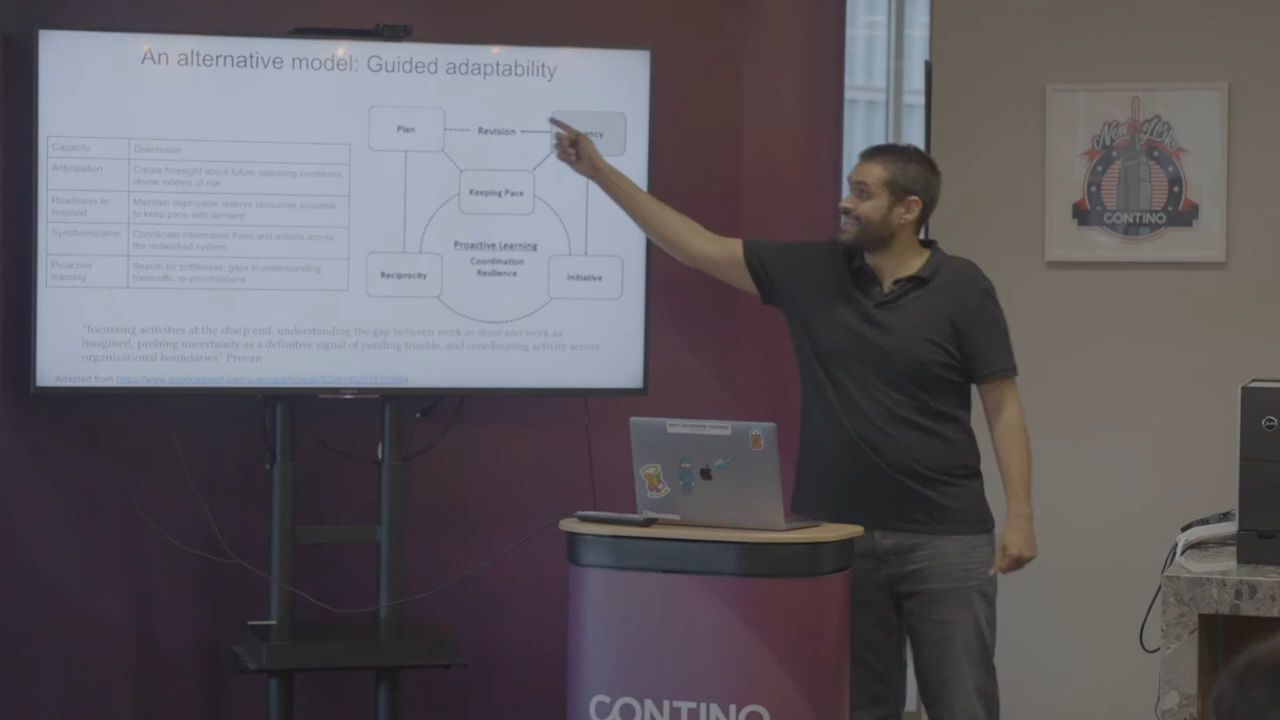 An alternative model: Guided adaptability
Capacity
Description
Anticipation
Create foresight about future operating conditions,
revise models of risk
Readiness to
respond:
Maintain deployable reserve resources available
to keep pace with demand
Synchronization
Coordinate information flows and actions across
the networked system
Proactive
learning
Search for brittleness, gaps in understanding,
trade-offs, re-prioritisations
Plan
Revision
ncy
Keeping Pace
Proactive Learning
Coordination
Resilience
Reciprocity
Initiative
"focussing activities at the sharp end, understanding the gap between work as done and work as
imagined, probing uncertainty as a definitive signal of pending trouble, and coordinating activity across
organizational boundaries" Provan
Adapted from
New York
CONTINO
CONTINO